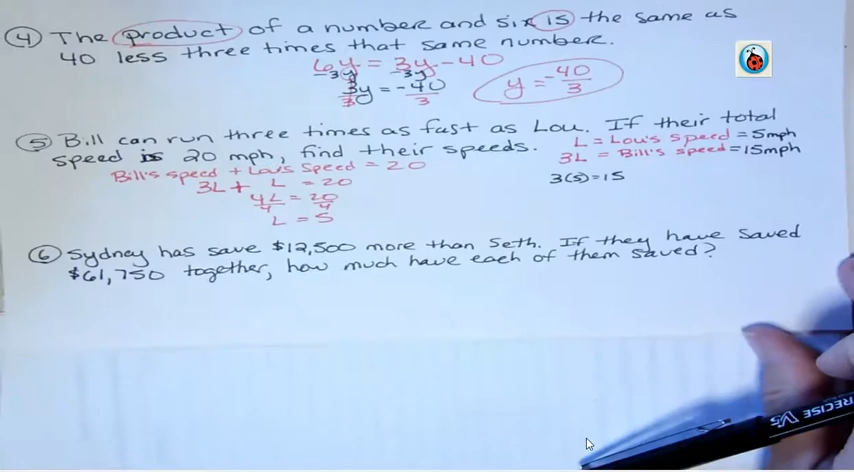 ④ The product of a number and six is the same as
40 less three times that same number.
6y = 3y - 40
-3y -3y
3y = -40
3 3
y = -40/3
⑤ Bill can run three times as fast as Lou. If their total
speed is 20 mph, find their speeds.
L = Lou's speed = 5mph
3L = Bill's speed = 15mph
3(5) = 15
Bill's speed + Lou's speed = 20
3L + L = 20
4L = 20
4 4
L = 5
⑥ Sydney has save $12,500 more than Seth. If they have saved
$61,750 together, how much have each of them saved?
PRECISE V5